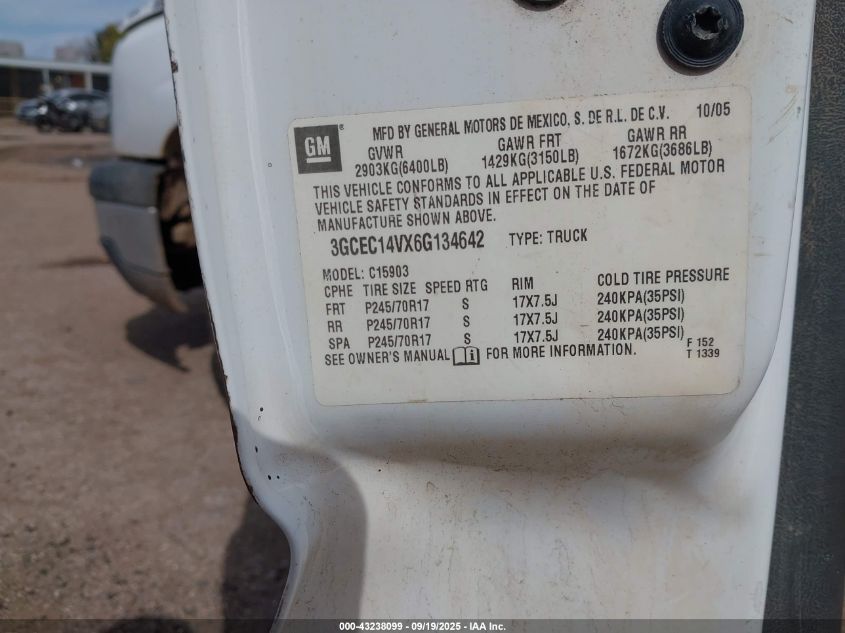 GM
MFD BY GENERAL MOTORS DE MEXICO, S. DE R.L. DE C.V. 10/05
GVWR GAWR FRT GAWR RR
2903KG(6400LB) 1429KG(3150LB) 1672KG(3686LB)
THIS VEHICLE CONFORMS TO ALL APPLICABLE U.S. FEDERAL MOTOR
VEHICLE SAFETY STANDARDS IN EFFECT ON THE DATE OF
MANUFACTURE SHOWN ABOVE.
3GCEC14VX6G134642 TYPE: TRUCK
MODEL: C15903
CPHE TIRE SIZE SPEED RTG RIM COLD TIRE PRESSURE
FRT P245/70R17 S 17X7.5J 240KPA(35PSI)
RR P245/70R17 S 17X7.5J 240KPA(35PSI)
SPA P245/70R17 S 17X7.5J 240KPA(35PSI)
SEE OWNER'S MANUAL i FOR MORE INFORMATION. F 152
T 1339
000-43238099 - 09/19/2025 - IAA Inc.